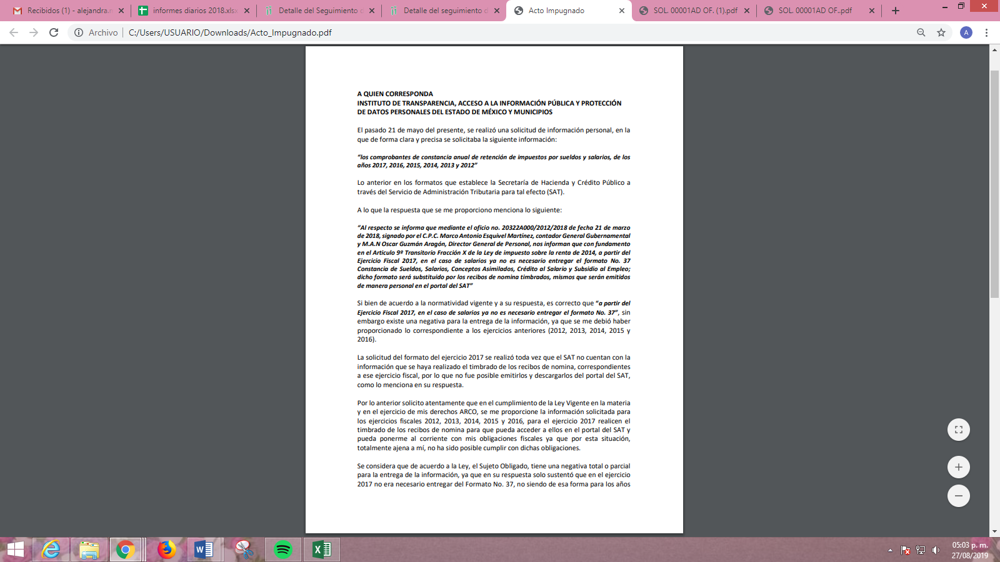 Recibidos (1) - alejandra.r
informes diarios 2018.xlsx
Detalle del Seguimiento d
Detalle del seguimiento d
Acto Impugnado
SOL. 00001AD OF. (1).pdf
SOL. 00001AD OF..pdf
Archivo
C:/Users/USUARIO/Downloads/Acto_Impugnado.pdf
A
A QUIEN CORRESPONDA
INSTITUTO DE TRANSPARENCIA, ACCESO A LA INFORMACIÓN PÚBLICA Y PROTECCIÓN
DE DATOS PERSONALES DEL ESTADO DE MÉXICO Y MUNICIPIOS
El pasado 21 de mayo del presente, se realizó una solicitud de información personal, en la
que de forma clara y precisa se solicitaba la siguiente información:
“los comprobantes de constancia anual de retención de impuestos por sueldos y salarios, de los
años 2017, 2016, 2015, 2014, 2013 y 2012”
Lo anterior en los formatos que establece la Secretaría de Hacienda y Crédito Público a
través del Servicio de Administración Tributaria para tal efecto (SAT).
A lo que la respuesta que se me proporciono menciona lo siguiente:
“Al respecto se informa que mediante el oficio no. 20322A000/2012/2018 de fecha 21 de marzo
de 2018, signado por el C.P.C. Marco Antonio Esquivel Martínez, contador General Gubernamental
y M.A.N Oscar Guzmán Aragón, Director General de Personal, nos informan que con fundamento
en el Articulo 9º Transitorio Fracción X de la Ley de impuesto sobre la renta de 2014, a partir del
Ejercicio Fiscal 2017, en el caso de salarios ya no es necesario entregar el formato No. 37
Constancia de Sueldos, Salarios, Conceptos Asimilados, Crédito al Salario y Subsidio al Empleo;
dicho formato será substituido por los recibos de nomina timbrados, mismos que serán emitidos
de manera personal en el portal del SAT”
Si bien de acuerdo a la normatividad vigente y a su respuesta, es correcto que “a partir del
Ejercicio Fiscal 2017, en el caso de salarios ya no es necesario entregar el formato No. 37”, sin
embargo existe una negativa para la entrega de la información, ya que se me debió haber
proporcionado lo correspondiente a los ejercicios anteriores (2012, 2013, 2014, 2015 y
2016).
La solicitud del formato del ejercicio 2017 se realizó toda vez que el SAT no cuentan con la
información que se haya realizado el timbrado de los recibos de nomina, correspondientes
a ese ejercicio fiscal, por lo que no fue posible emitirlos y descargarlos del portal del SAT,
como lo menciona en su respuesta.
Por lo anterior solicito atentamente que en el cumplimiento de la Ley Vigente en la materia
y en el ejercicio de mis derechos ARCO, se me proporcione la información solicitada para
los ejercicios fiscales 2012, 2013, 2014, 2015 y 2016, para el ejercicio 2017 realicen el
timbrado de los recibos de nomina para que pueda acceder a ellos en el portal del SAT y
pueda ponerme al corriente con mis obligaciones fiscales ya que por esta situación,
totalmente ajena a mí, no ha sido posible cumplir con dichas obligaciones.
Se considera que de acuerdo a la Ley, el Sujeto Obligado, tiene una negativa total o parcial
para la entrega de la información, ya que en su respuesta solo sustentó que en el ejercicio
2017 no era necesario entregar del Formato No. 37, no siendo de esa forma para los años
05:03 p. m.
27/08/2019